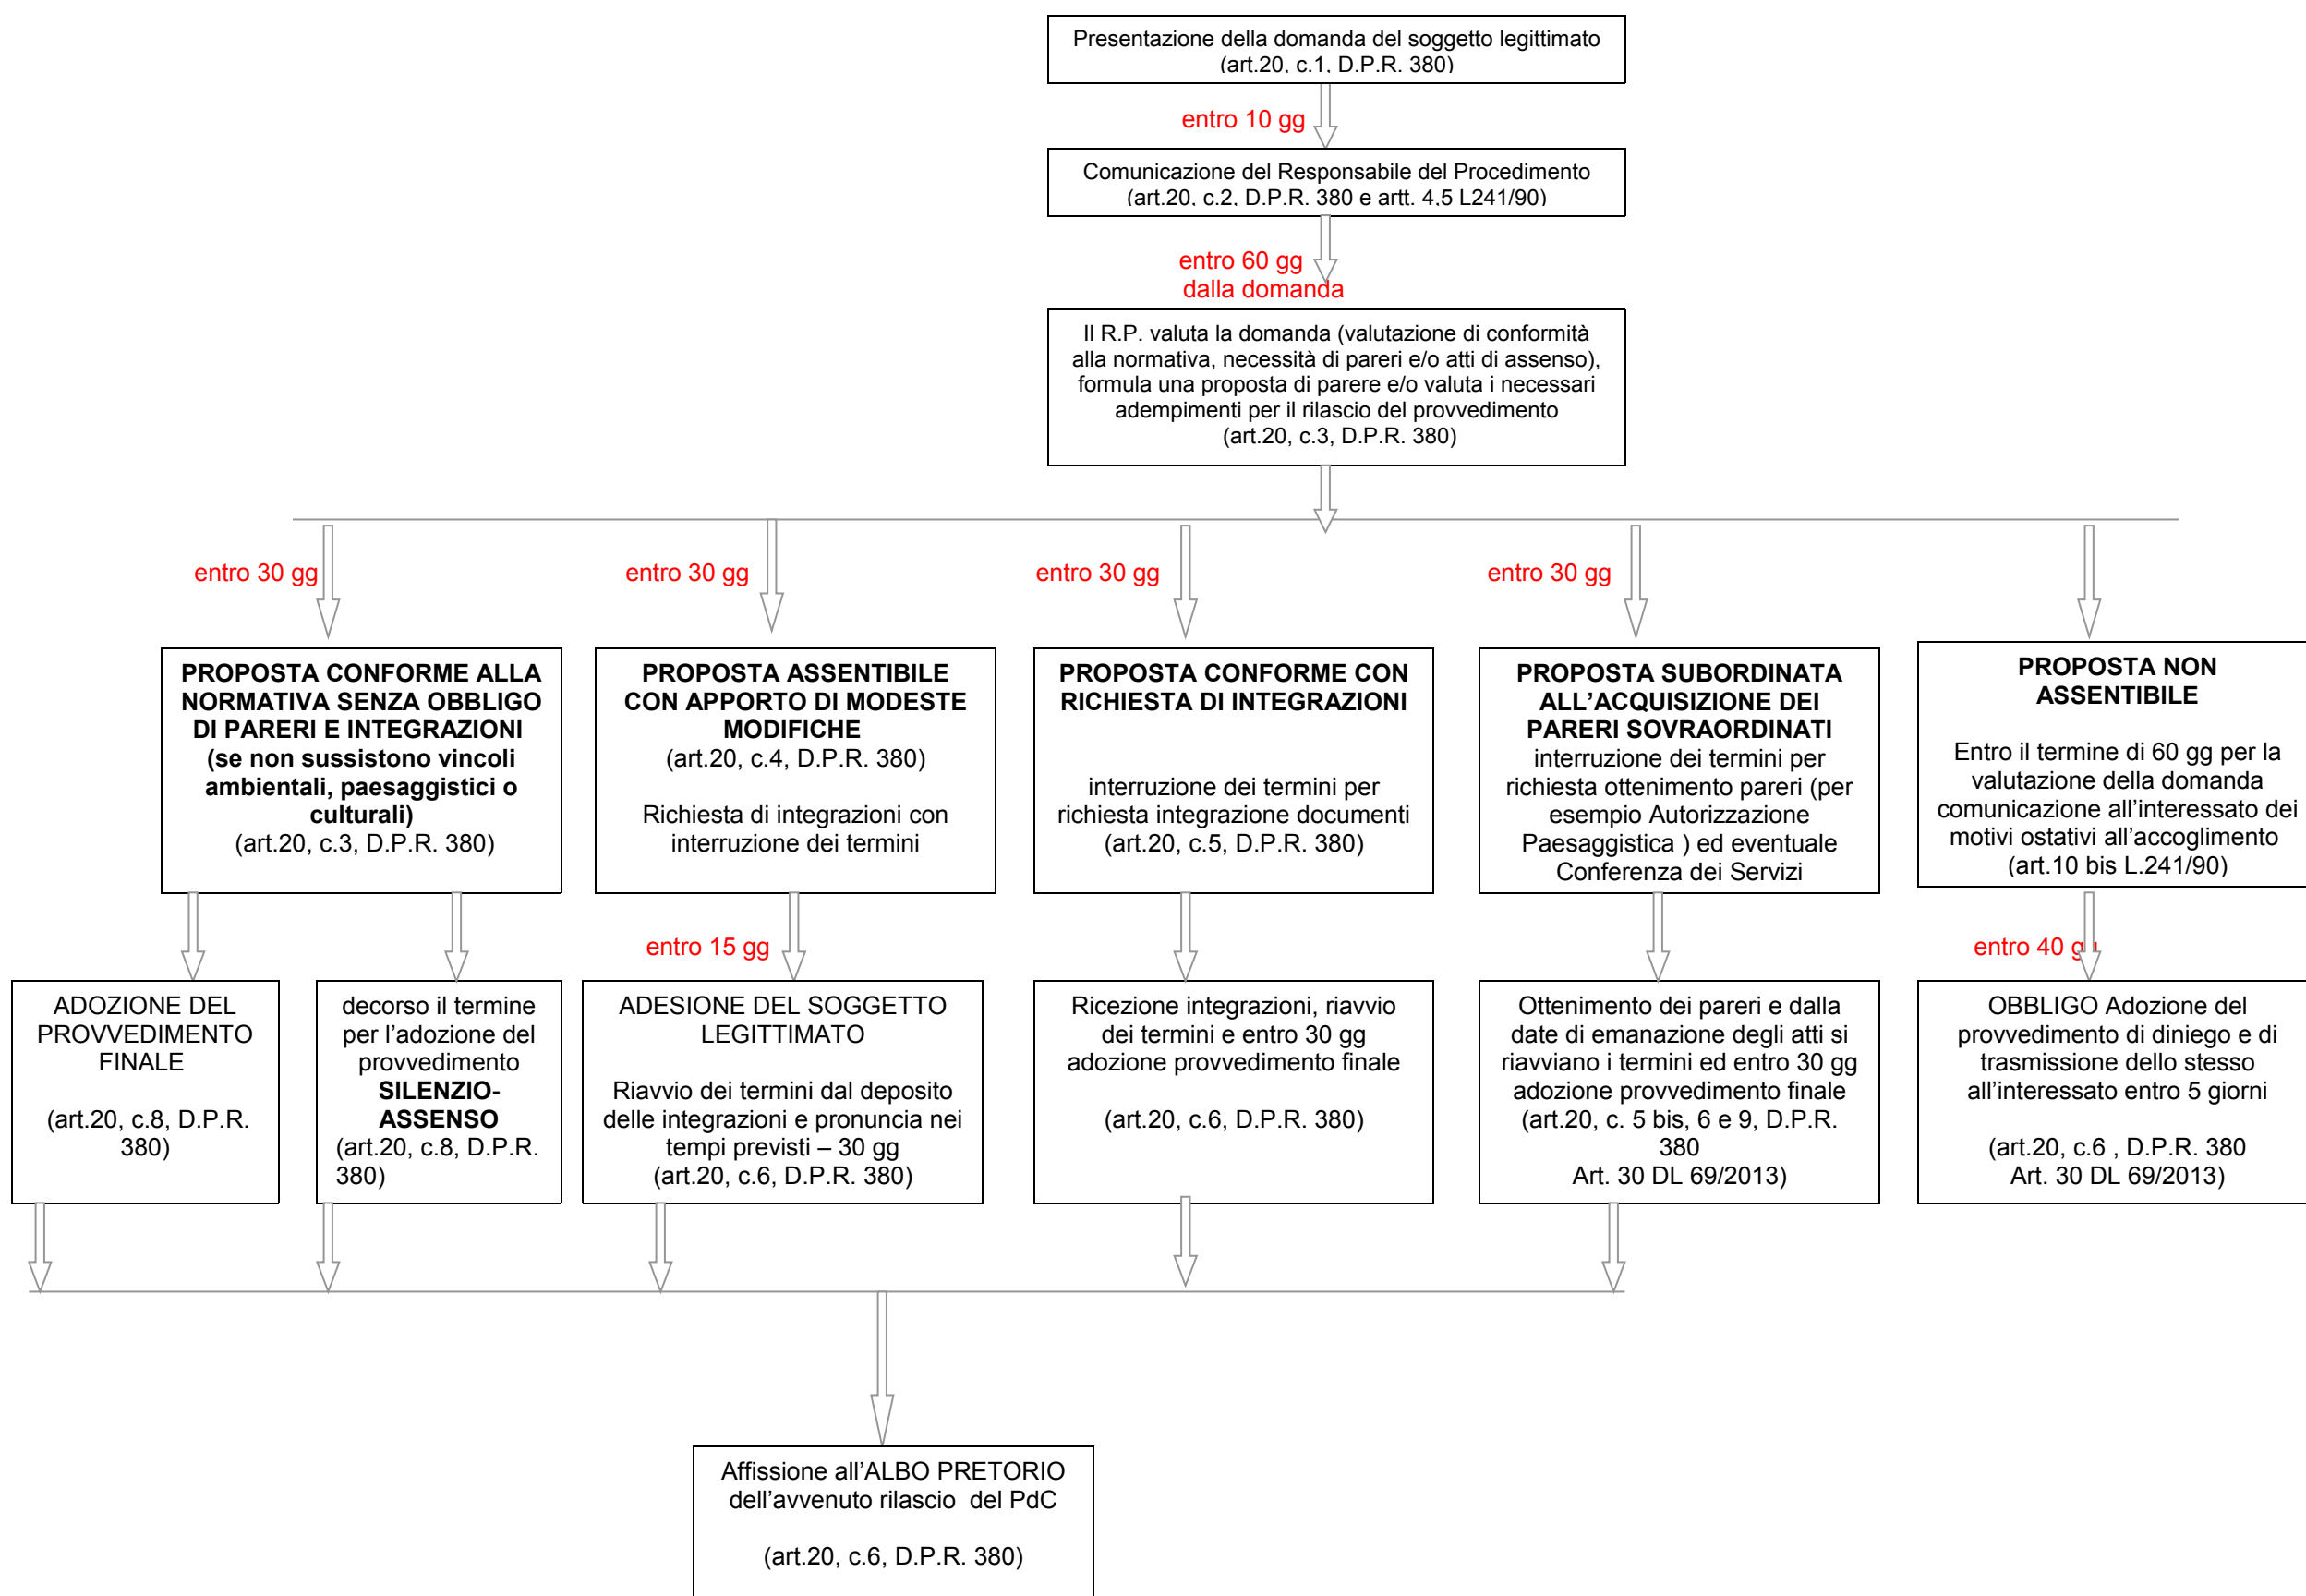 Presentazione della domanda del soggetto legittimato
(art.20, c.1, D.P.R. 380)
entro 10 gg
Comunicazione del Responsabile del Procedimento
(art.20, c.2, D.P.R. 380 e artt. 4,5 L241/90)
entro 60 gg
dalla domanda
Il R.P. valuta la domanda (valutazione di conformità
alla normativa, necessità di pareri e/o atti di assenso),
formula una proposta di parere e/o valuta i necessari
adempimenti per il rilascio del provvedimento
(art.20, c.3, D.P.R. 380)
entro 30 gg
entro 30 gg
entro 30 gg
entro 30 gg
PROPOSTA CONFORME ALLA
NORMATIVA SENZA OBBLIGO
DI PARERI E INTEGRAZIONI
(se non sussistono vincoli
ambientali, paesaggistici o
culturali)
(art.20, c.3, D.P.R. 380)
PROPOSTA ASSENTIBILE
CON APPORTO DI MODESTE
MODIFICHE
(art.20, c.4, D.P.R. 380)
Richiesta di integrazioni con
interruzione dei termini
PROPOSTA CONFORME CON
RICHIESTA DI INTEGRAZIONI
interruzione dei termini per
richiesta integrazione documenti
(art.20, c.5, D.P.R. 380)
PROPOSTA SUBORDINATA
ALL’ACQUISIZIONE DEI
PARERI SOVRAORDINATI
interruzione dei termini per
richiesta ottenimento pareri (per
esempio Autorizzazione
Paesaggistica ) ed eventuale
Conferenza dei Servizi
PROPOSTA NON
ASSENTIBILE
Entro il termine di 60 gg per la
valutazione della domanda
comunicazione all’interessato dei
motivi ostativi all’accoglimento
(art.10 bis L.241/90)
entro 15 gg
entro 40 gg
ADOZIONE DEL
PROVVEDIMENTO
FINALE
(art.20, c.8, D.P.R.
380)
decorso il termine
per l’adozione del
provvedimento
SILENZIO-
ASSENSO
(art.20, c.8, D.P.R.
380)
ADESIONE DEL SOGGETTO
LEGITTIMATO
Riavvio dei termini dal deposito
delle integrazioni e pronuncia nei
tempi previsti – 30 gg
(art.20, c.6, D.P.R. 380)
Ricezione integrazioni, riavvio
dei termini e entro 30 gg
adozione provvedimento finale
(art.20, c.6, D.P.R. 380)
Ottenimento dei pareri e dalla
date di emanazione degli atti si
riavviano i termini ed entro 30 gg
adozione provvedimento finale
(art.20, c. 5 bis, 6 e 9, D.P.R.
380
Art. 30 DL 69/2013)
OBBLIGO Adozione del
provvedimento di diniego e di
trasmissione dello stesso
all’interessato entro 5 giorni
(art.20, c.6 , D.P.R. 380
Art. 30 DL 69/2013)
Affissione all’ALBO PRETORIO
dell’avvenuto rilascio  del PdC
(art.20, c.6, D.P.R. 380)